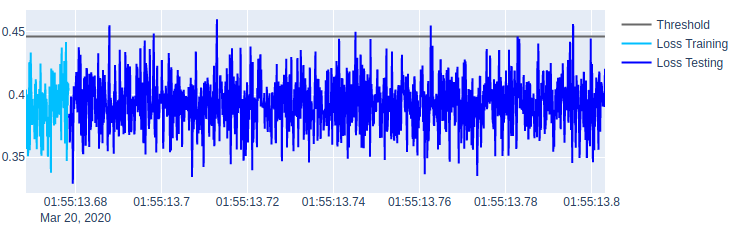 0.45
0.4
0.35
01:55:13.68
01:55:13.7
01:55:13.72
01:55:13.74
01:55:13.76
01:55:13.78
01:55:13.8
Mar 20, 2020
Threshold
Loss Training
Loss Testing